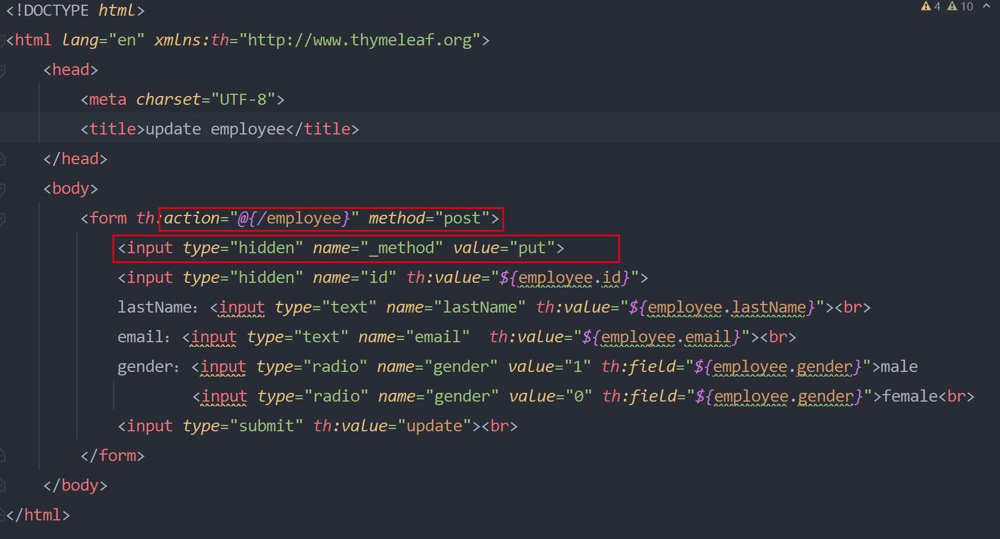 <!DOCTYPE html>
4 10
<html lang="en" xmlns:th="http://www.thymeleaf.org">
<head>
<meta charset="UTF-8">
<title>update employee</title>
</head>
<body>
<form th:action="@{/employee}" method="post">
<input type="hidden" name="_method" value="put">
<input type="hidden" name="id" th:value="${employee.id}">
lastName：<input type="text" name="lastName" th:value="${employee.lastName}"><br>
email：<input type="text" name="email"  th:value="${employee.email}"><br>
gender：<input type="radio" name="gender" value="1" th:field="${employee.gender}">male
<input type="radio" name="gender" value="0" th:field="${employee.gender}">female<br>
<input type="submit" th:value="update"><br>
</form>
</body>
</html>